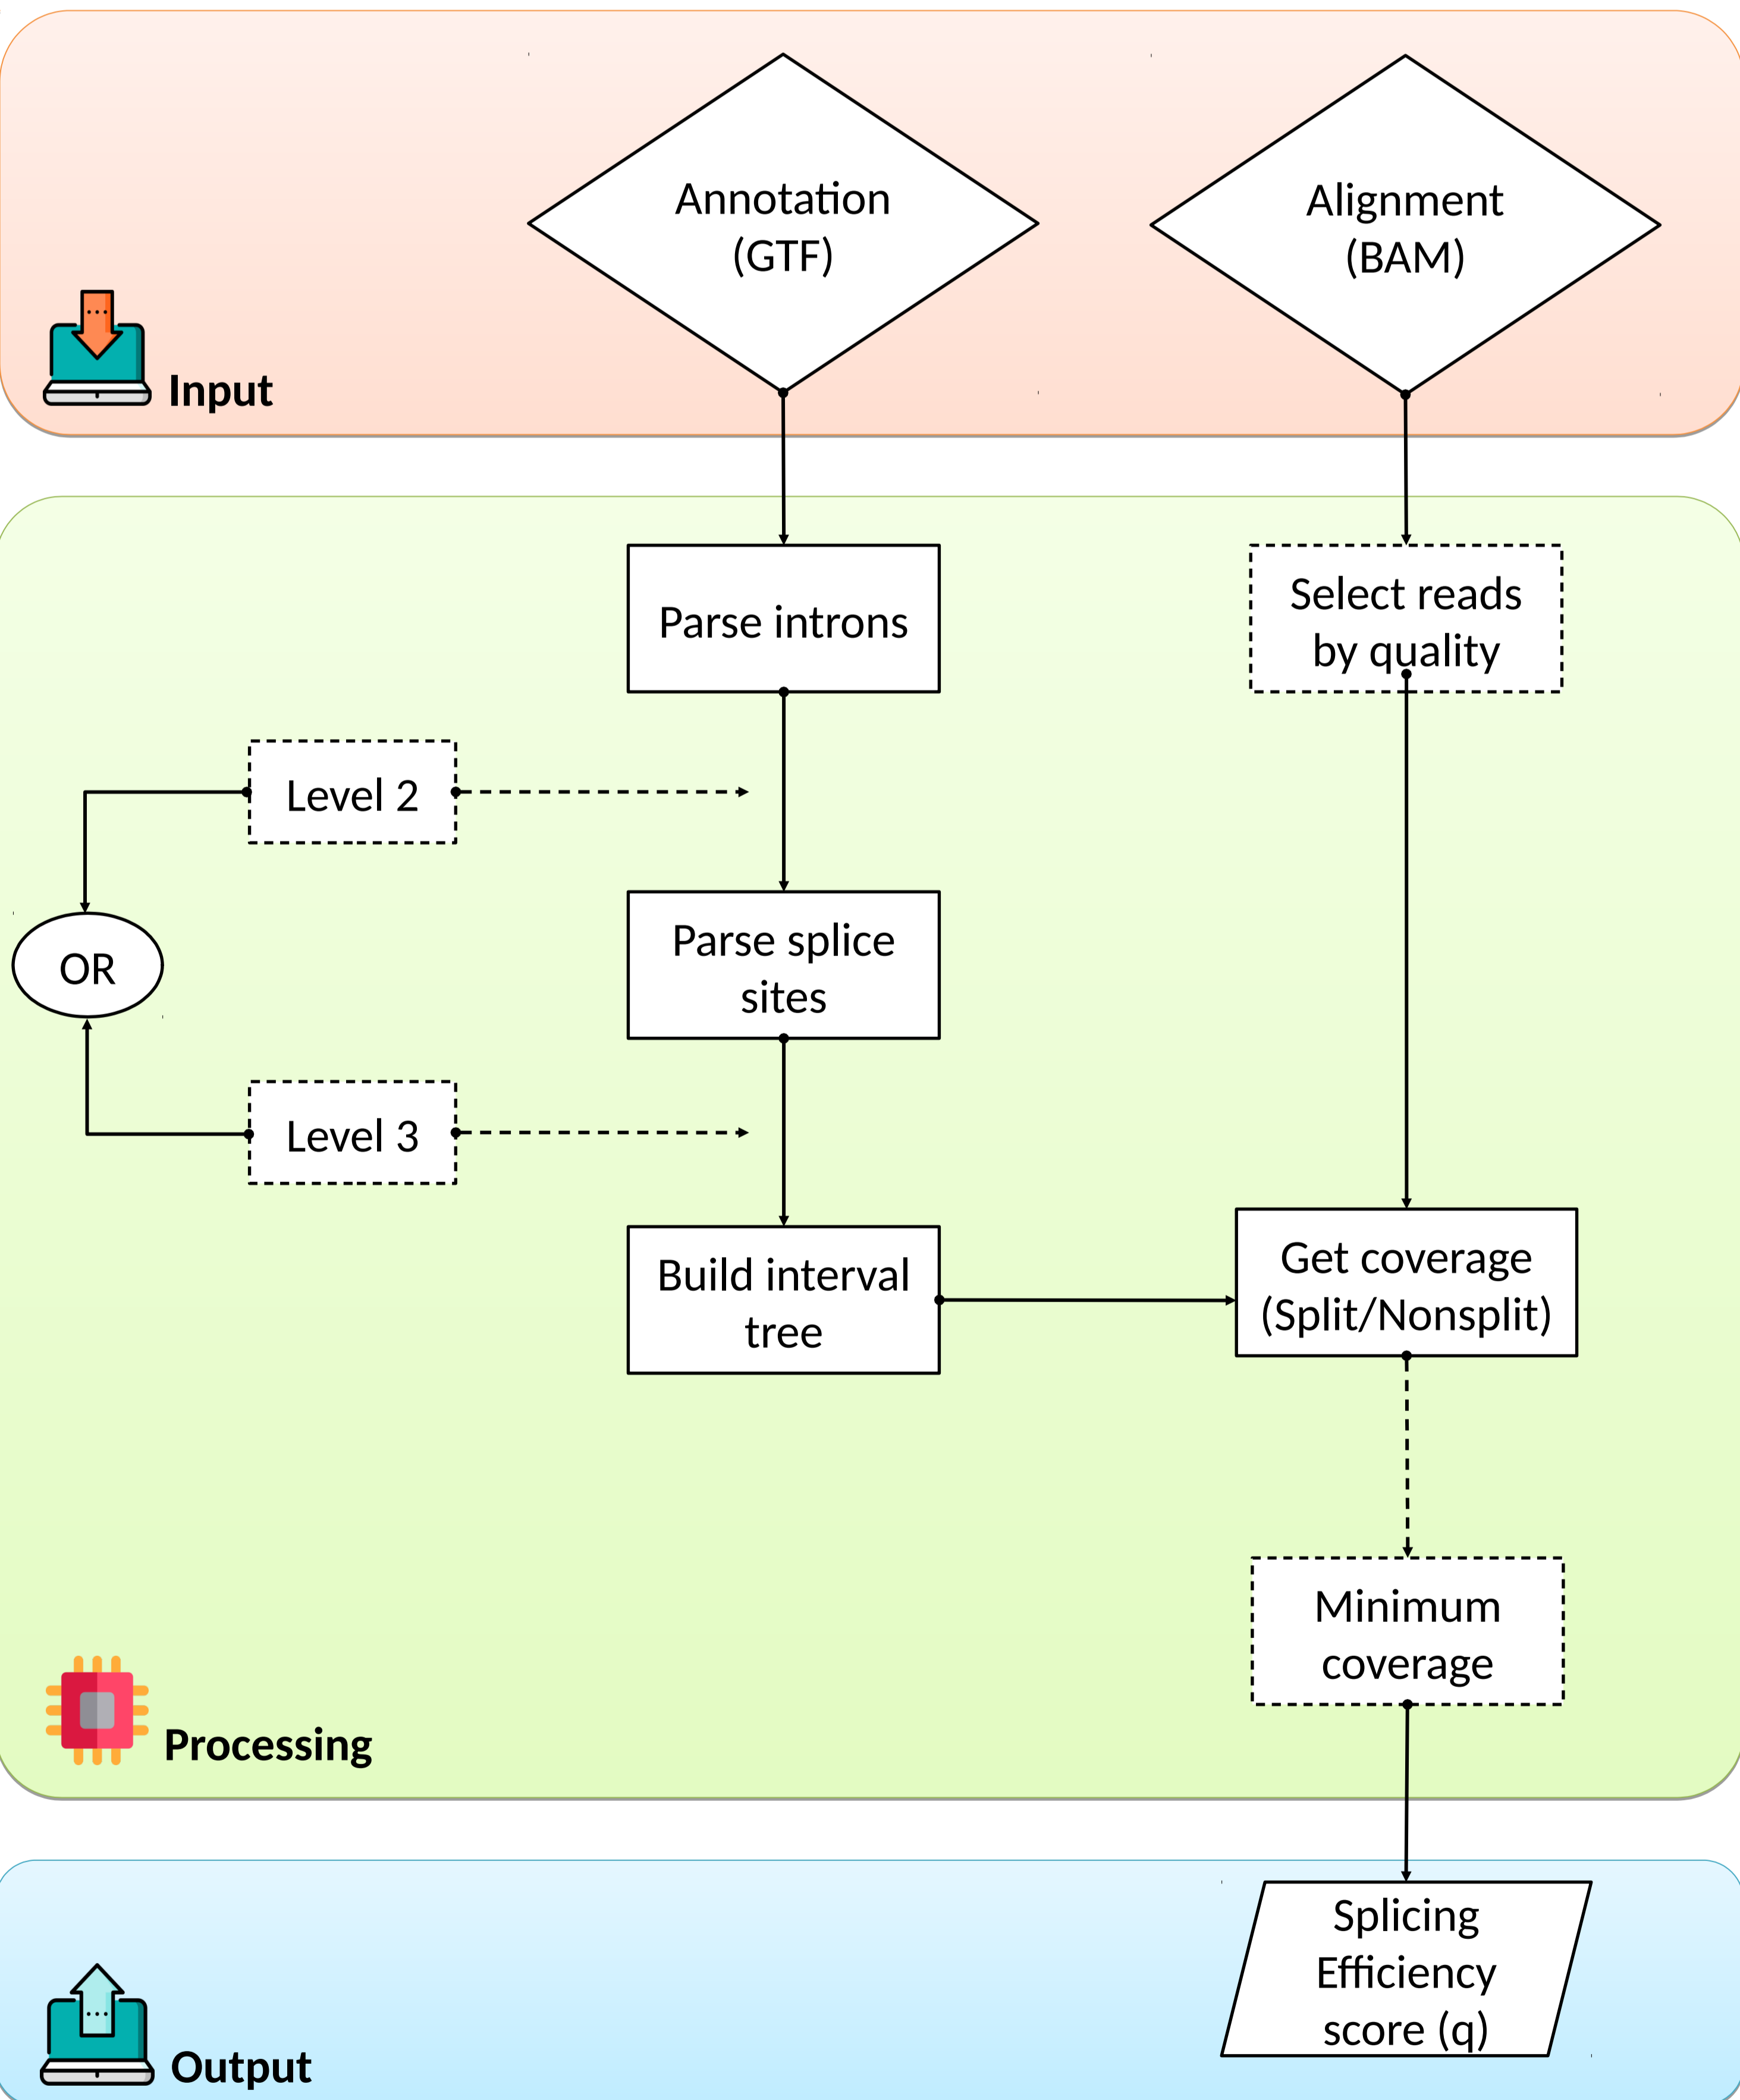 Annotation
(GTF)
Alignment
(BAM)
Input
Parse introns
Select reads
by quality
Level 2
Parse splice
sites
OR
Level 3
Build interval
tree
Get coverage
(Split/Nonsplit)
Minimum
coverage
Processing
Splicing
Efficiency
score (q)
Output